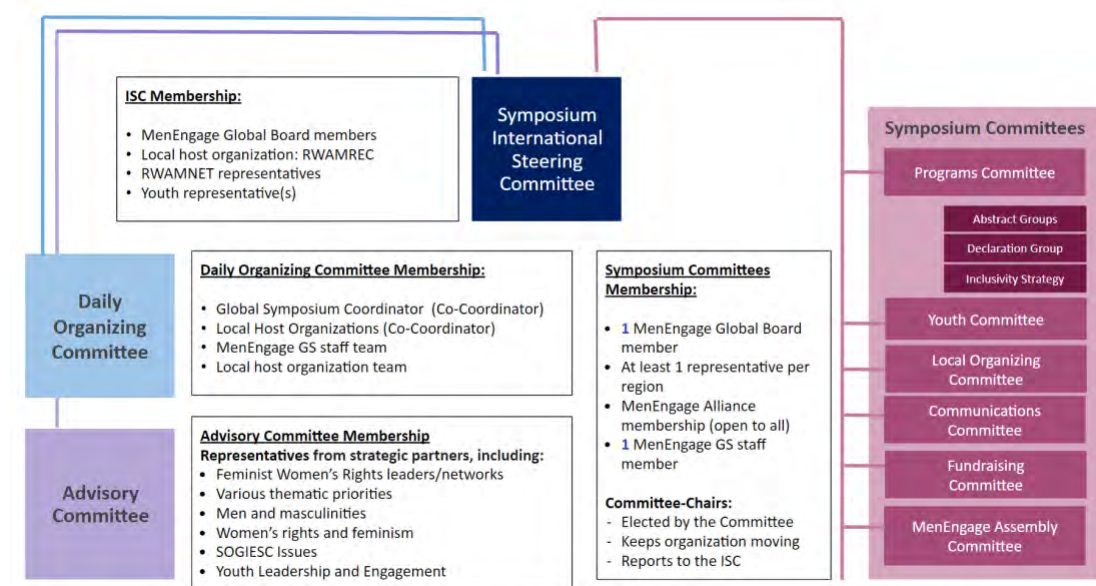 ISC Membership:
• MenEngage Global Board members
• Local host organization: RWAMREC
• RWAMNET representatives
• Youth representative(s)
Symposium
International
Steering
Committee
Daily
Organizing
Committee
Daily Organizing Committee Membership:
• Global Symposium Coordinator (Co-Coordinator)
• Local Host Organizations (Co-Coordinator)
• MenEngage GS staff team
• Local host organization team
Advisory
Committee
Advisory Committee Membership
Representatives from strategic partners, including:
• Feminist Women's Rights leaders/networks
• Various thematic priorities
• Men and masculinities
• Women's rights and feminism
• SOGIESC Issues
• Youth Leadership and Engagement
Symposium Committees
Membership:
• 1 MenEngage Global Board
member
• At least 1 representative per
region
• MenEngage Alliance
membership (open to all)
• 1 MenEngage GS staff
member
Committee-Chairs:
- Elected by the Committee
- Keeps organization moving
- Reports to the ISC
Symposium Committees
Programs Committee
Abstract Groups
Declaration Group
Inclusivity Strategy
Youth Committee
Local Organizing
Committee
Communications
Committee
Fundraising
Committee
MenEngage Assembly
Committee